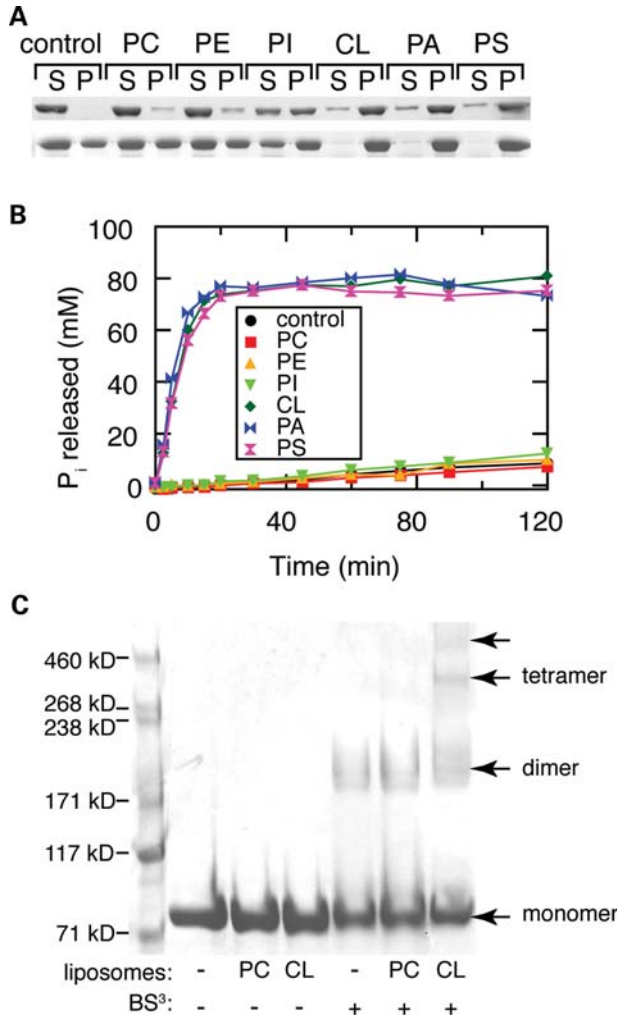 A
control PC PE PI CL PA PS
S P S P S P S P S P S P S P
B
100
80
60
40
20
0
P_i released (mM)
control
PC
PE
PI
CL
PA
PS
0 40 80 120
Time (min)
C
460 kD
268 kD
238 kD
171 kD
117 kD
71 kD
tetramer
dimer
monomer
liposomes: - PC CL - PC CL
BS³: - - - + + +